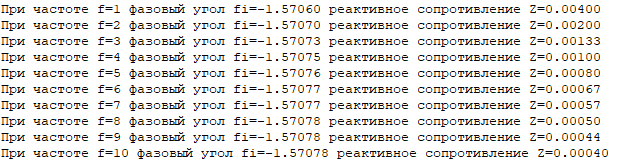 При частоте f=1 фазовый угол fi=-1.57060 реактивное сопротивление Z=0.00400
При частоте f=2 фазовый угол fi=-1.57070 реактивное сопротивление Z=0.00200
При частоте f=3 фазовый угол fi=-1.57073 реактивное сопротивление Z=0.00133
При частоте f=4 фазовый угол fi=-1.57075 реактивное сопротивление Z=0.00100
При частоте f=5 фазовый угол fi=-1.57076 реактивное сопротивление Z=0.00080
При частоте f=6 фазовый угол fi=-1.57077 реактивное сопротивление Z=0.00067
При частоте f=7 фазовый угол fi=-1.57077 реактивное сопротивление Z=0.00057
При частоте f=8 фазовый угол fi=-1.57078 реактивное сопротивление Z=0.00050
При частоте f=9 фазовый угол fi=-1.57078 реактивное сопротивление Z=0.00044
При частоте f=10 фазовый угол fi=-1.57078 реактивное сопротивление Z=0.00040